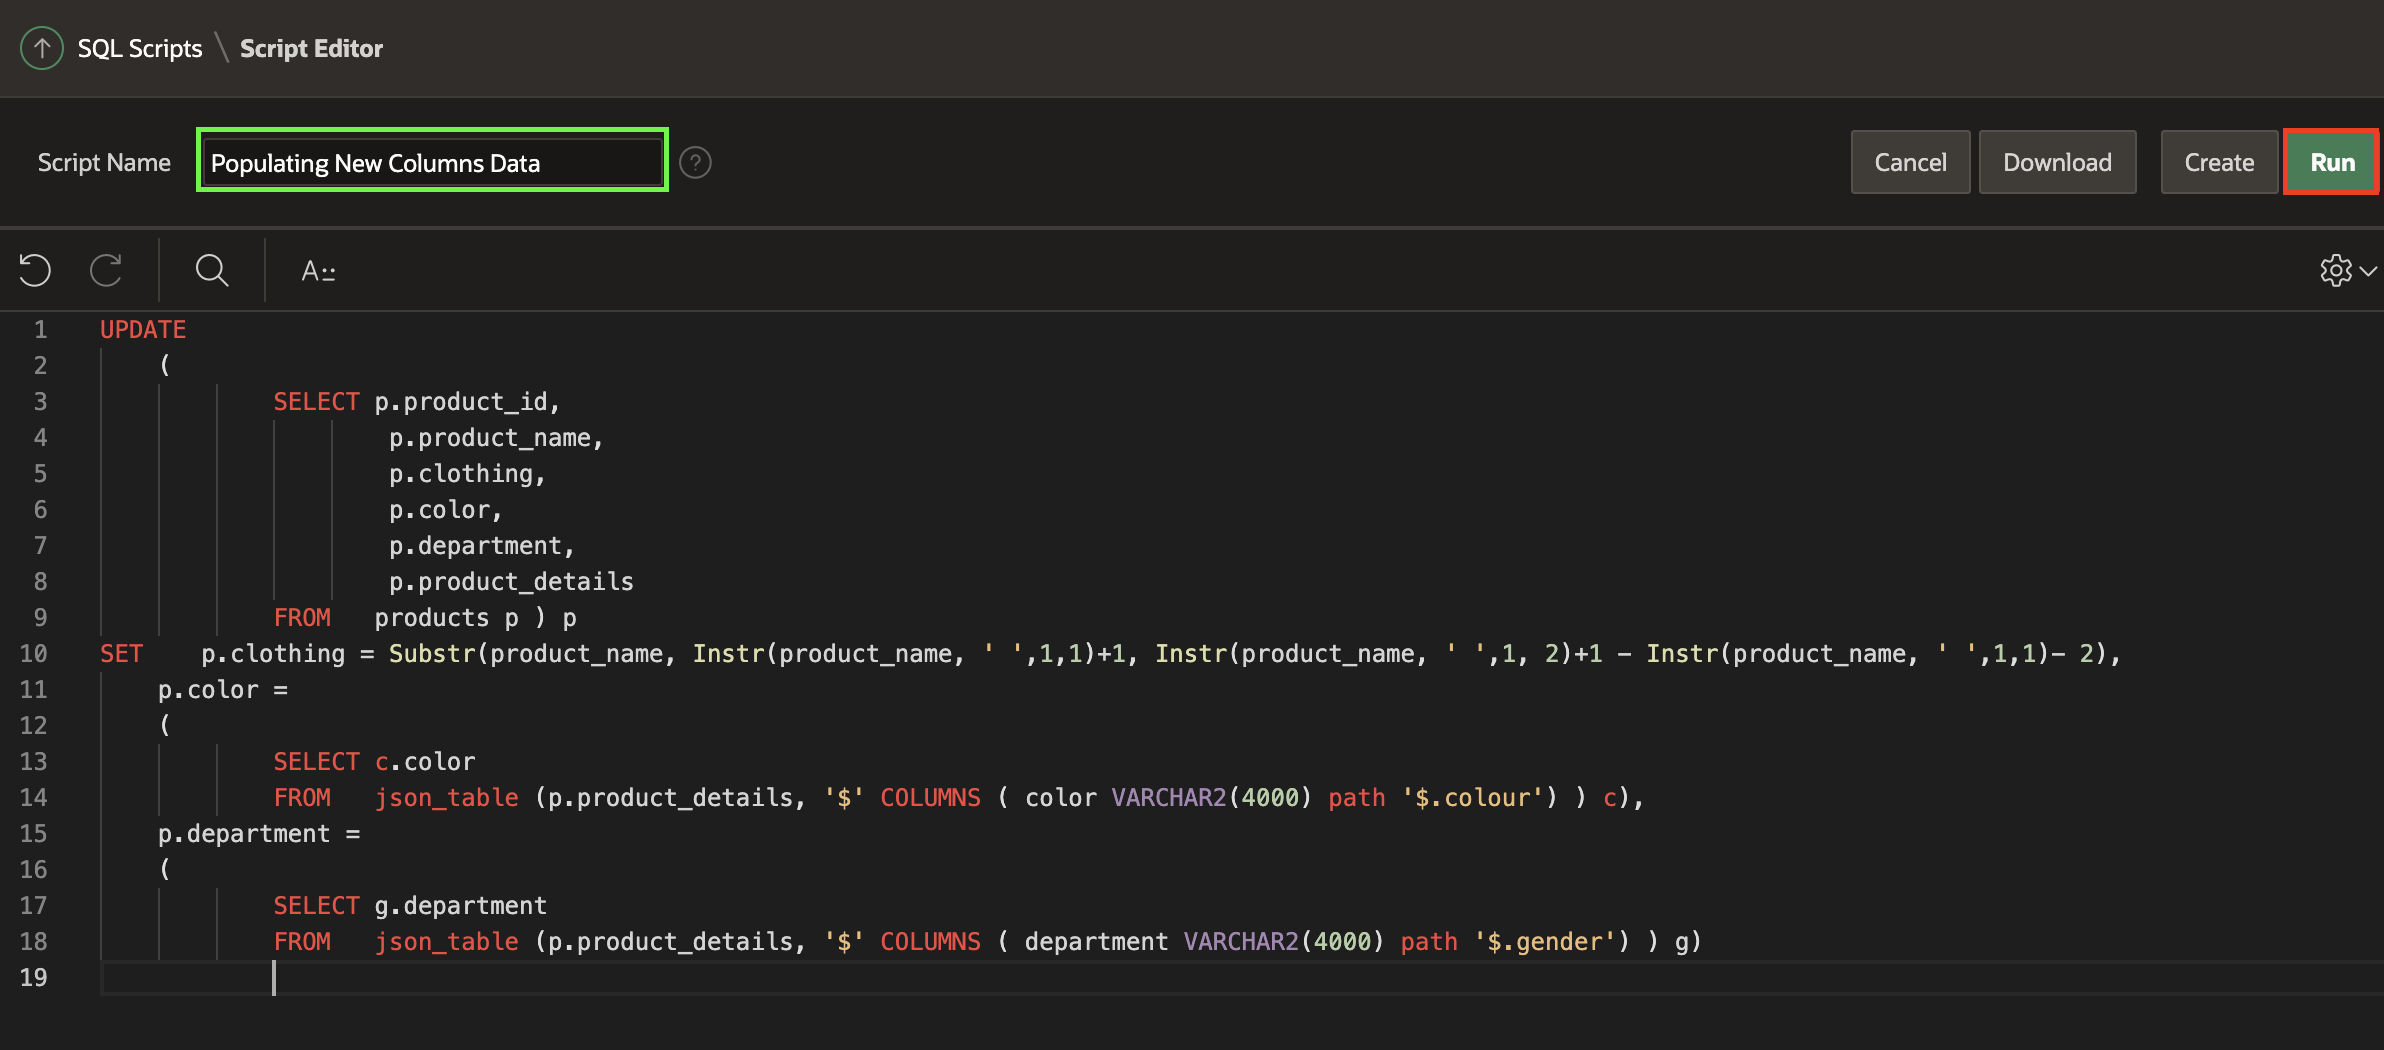 SQL Scripts \ Script Editor
Script Name Populating New Columns Data ? Cancel Download Create Run
A
1 UPDATE
2 (
3 SELECT p.product_id,
4 p.product_name,
5 p.clothing,
6 p.color,
7 p.department,
8 p.product_details
9 FROM products p ) p
10 SET p.clothing = Substr(product_name, Instr(product_name, ' ',1,1)+1, Instr(product_name, ' ',1, 2)+1 - Instr(product_name, ' ',1,1)- 2),
11 p.color =
12 (
13 SELECT c.color
14 FROM json_table (p.product_details, '$' COLUMNS ( color VARCHAR2(4000) path '$.colour') ) c),
15 p.department =
16 (
17 SELECT g.department
18 FROM json_table (p.product_details, '$' COLUMNS ( department VARCHAR2(4000) path '$.gender') ) g)
19